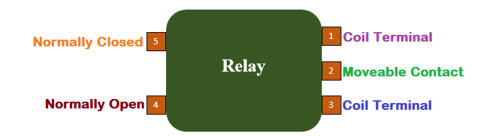 Normally Closed 5 1 Coil Terminal
Relay
2 Moveable Contact
Normally Open 4 3 Coil Terminal